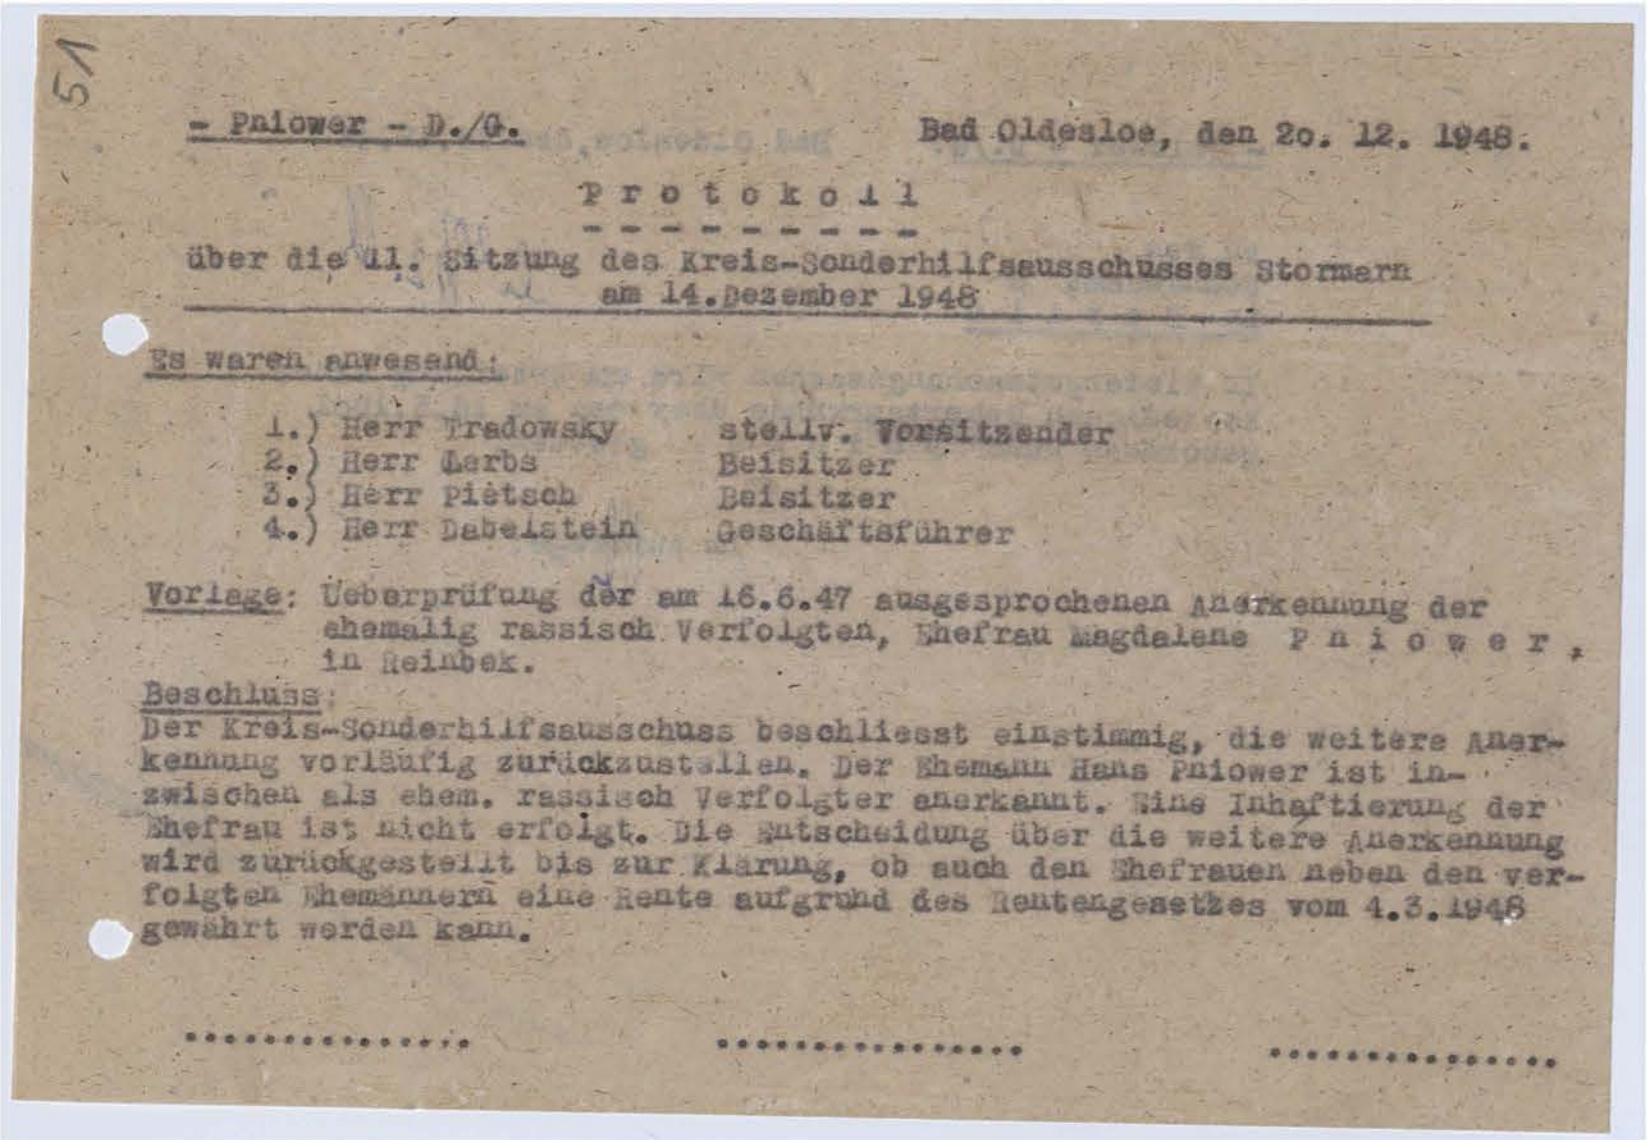 51
- Pniower - D./G.
Bad Oldesloe, den 20. 12. 1948.
P r o t o k o l l
- - - - - - - - -
über die 11. Sitzung des Kreis-Sonderhilfsausschusses Stormarn
am 14.Dezember 1948
Es waren anwesend:
1.) Herr Tradowsky stellv. Vorsitzender
2.) Herr Lerbs Beisitzer
3.) Herr Pietsch Beisitzer
4.) Herr Dabelstein Geschäftsführer
Vorlage: Ueberprüfung der am 16.6.47 ausgesprochenen Anerkennung der
ehemalig rassisch Verfolgten, Ehefrau Magdalene P n i o w e r ,
in Reinbek.
Beschluss:
Der Kreis-Sonderhilfsausschuss beschliesst einstimmig, die weitere Aner-
kennung vorläufig zurückzustellen. Der Ehemann Hans Pniower ist in-
zwischen als ehem. rassisch Verfolgter anerkannt. Eine Inhaftierung der
Ehefrau ist nicht erfolgt. Die Entscheidung über die weitere Anerkennung
wird zurückgestellt bis zur Klärung, ob auch den Ehefrauen neben den ver-
folgten Ehemännern eine Rente aufgrund des Rentengesetzes vom 4.3.1948
gewährt werden kann.
............... ................ ................